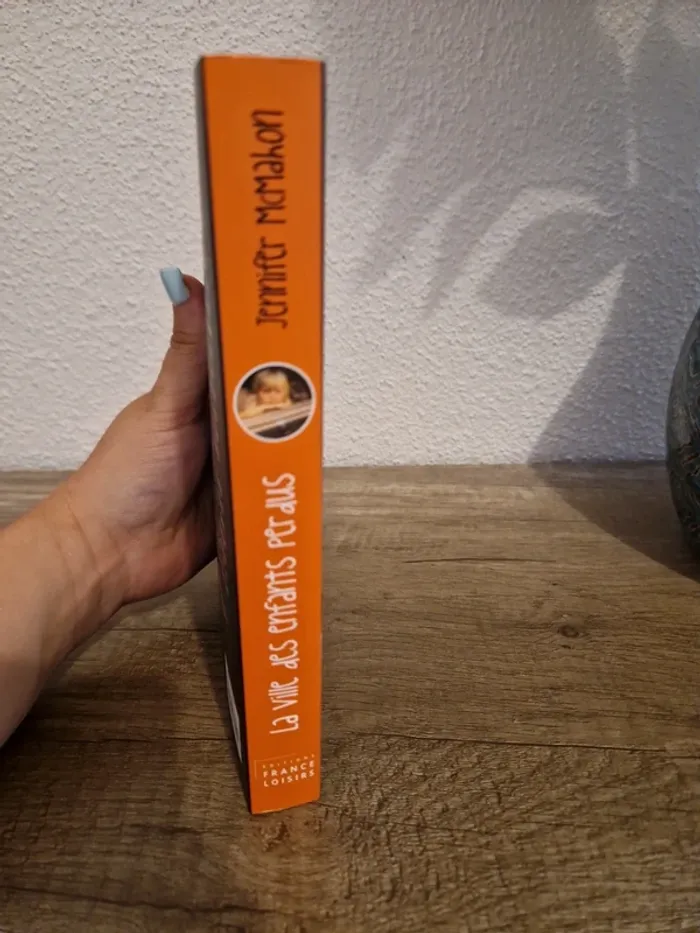 Jennifer McMahon
La ville des enfants perdus
ÉDITIONS
FRANCE
LOISIRS